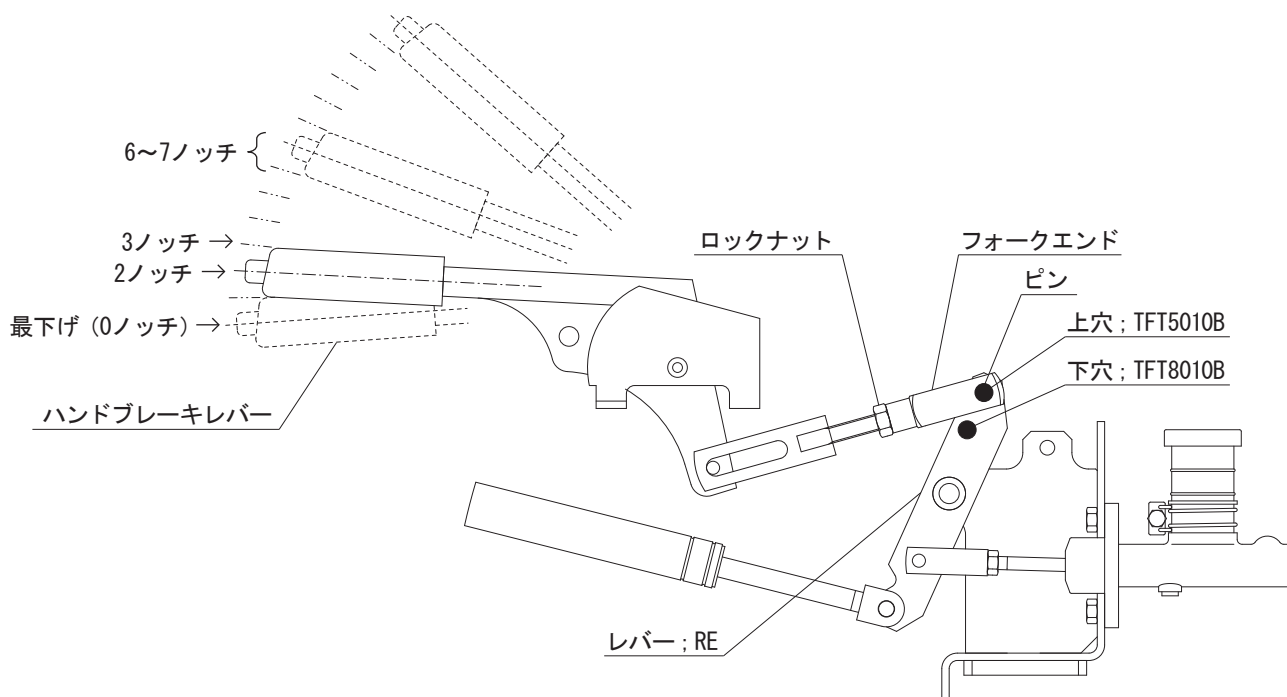 6〜7ノッチ
3ノッチ
2ノッチ
最下げ (0ノッチ)
ハンドブレーキレバー
ロックナット
フォークエンド
ピン
上穴 ; TFT5010B
下穴 ; TFT8010B
レバー ; RE